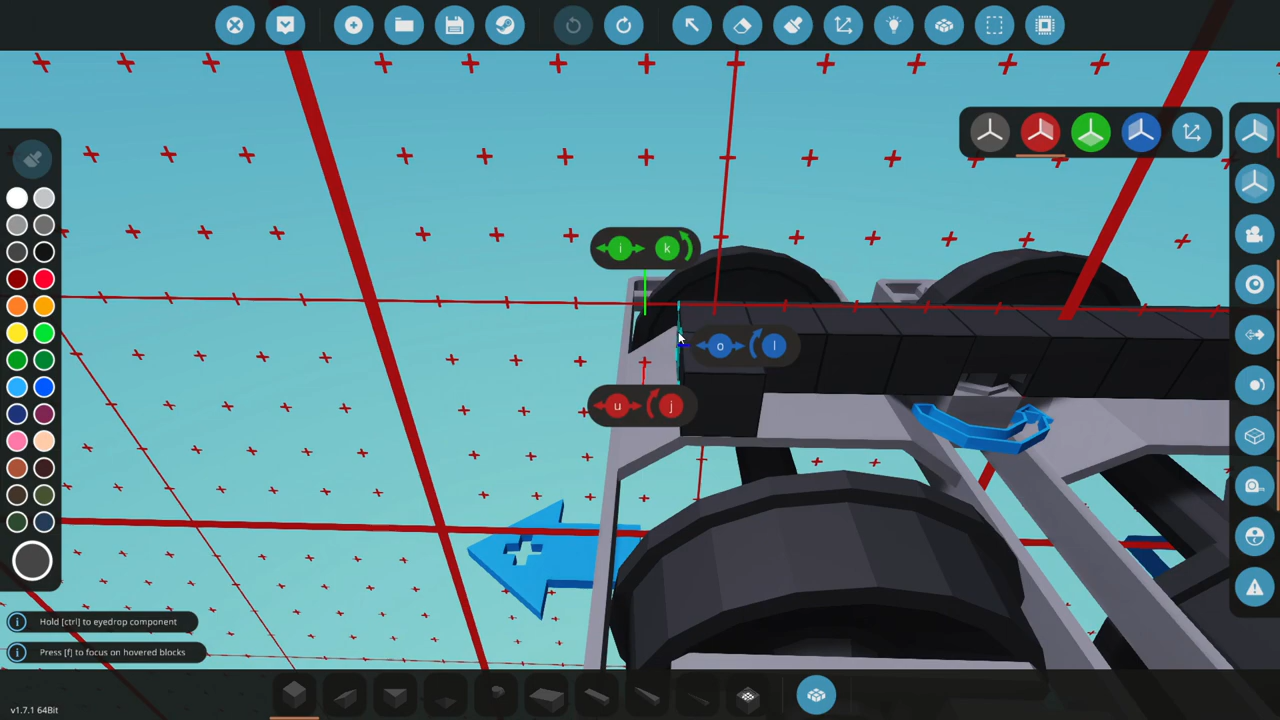 i k
o l
u j
Hold [ctrl] to eyedrop component
Press [f] to focus on hovered blocks
v1.7.1 64Bit